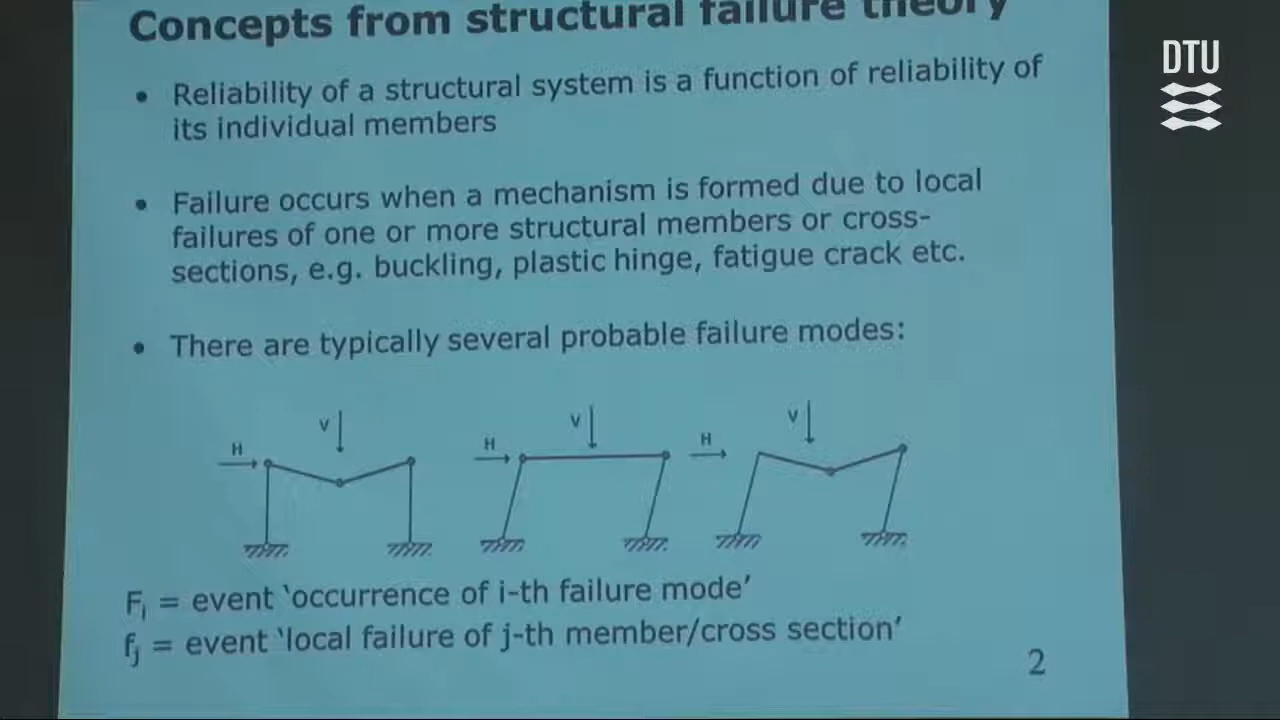 Concepts from structural failure theory
DTU
• Reliability of a structural system is a function of reliability of
its individual members
• Failure occurs when a mechanism is formed due to local
failures of one or more structural members or cross-
sections, e.g. buckling, plastic hinge, fatigue crack etc.
• There are typically several probable failure modes:
H V H V H V
Fi = event ‘occurrence of i-th failure mode’
fj = event ‘local failure of j-th member/cross section’
2